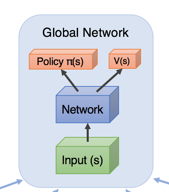 Global Network
Policy π(s) V(s)
Network
Input (s)